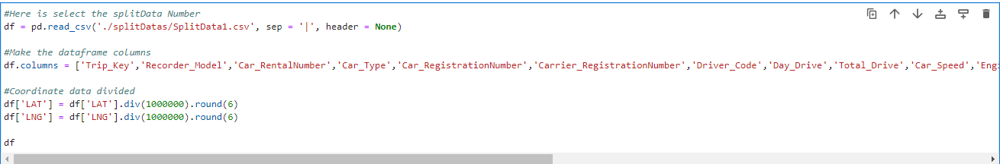 #Here is select the splitData Number
df = pd.read_csv('./splitDatas/SplitData1.csv', sep = '|', header = None)
#Make the dataframe columns
df.columns = ['Trip_Key','Recorder_Model','Car_RentalNumber','Car_Type','Car_RegistrationNumber','Carrier_RegistrationNumber','Driver_Code','Day_Drive','Total_Drive','Car_Speed','Engi
#Coordinate data divided
df['LAT'] = df['LAT'].div(1000000).round(6)
df['LNG'] = df['LNG'].div(1000000).round(6)
df